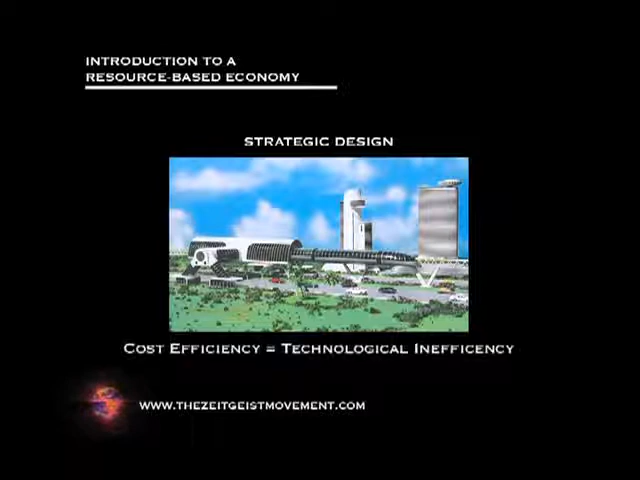 INTRODUCTION TO A
RESOURCE-BASED ECONOMY
STRATEGIC DESIGN
COST EFFICIENCY = TECHNOLOGICAL INEFFICENCY
WWW.THEZEITGEISTMOVEMENT.COM